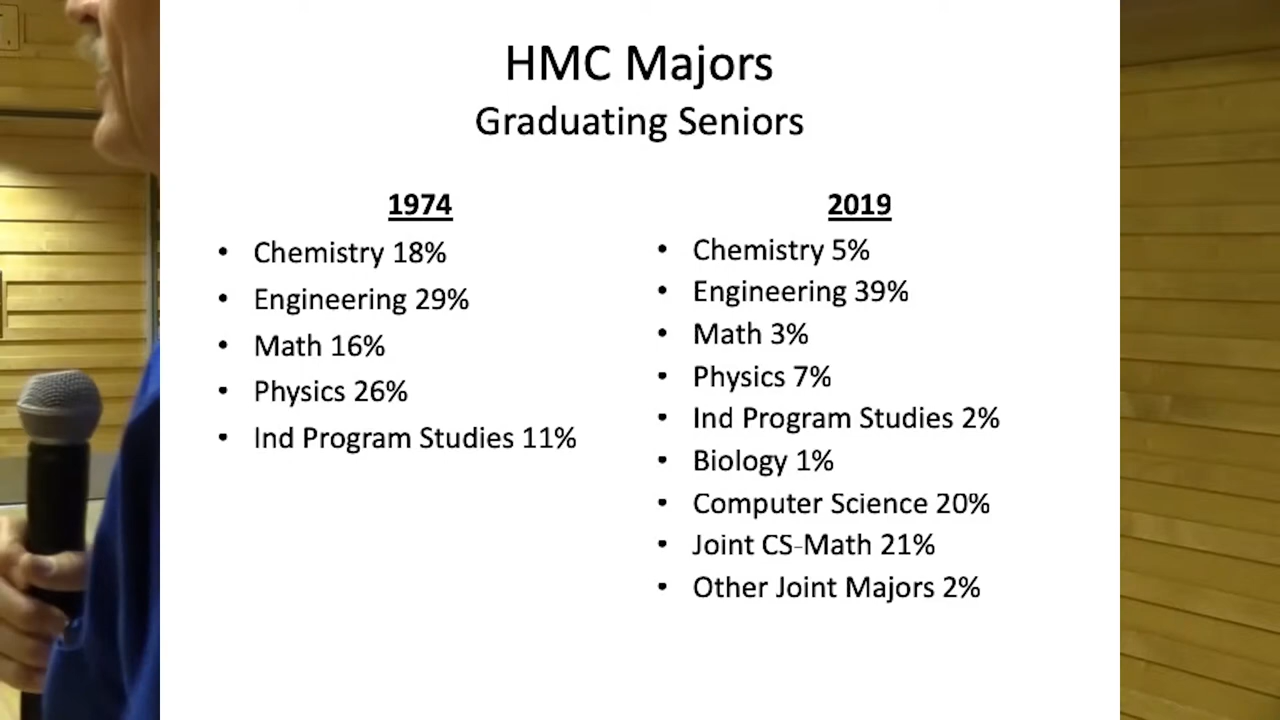 HMC Majors
Graduating Seniors
1974
• Chemistry 18%
• Engineering 29%
• Math 16%
• Physics 26%
• Ind Program Studies 11%
2019
• Chemistry 5%
• Engineering 39%
• Math 3%
• Physics 7%
• Ind Program Studies 2%
• Biology 1%
• Computer Science 20%
• Joint CS-Math 21%
• Other Joint Majors 2%